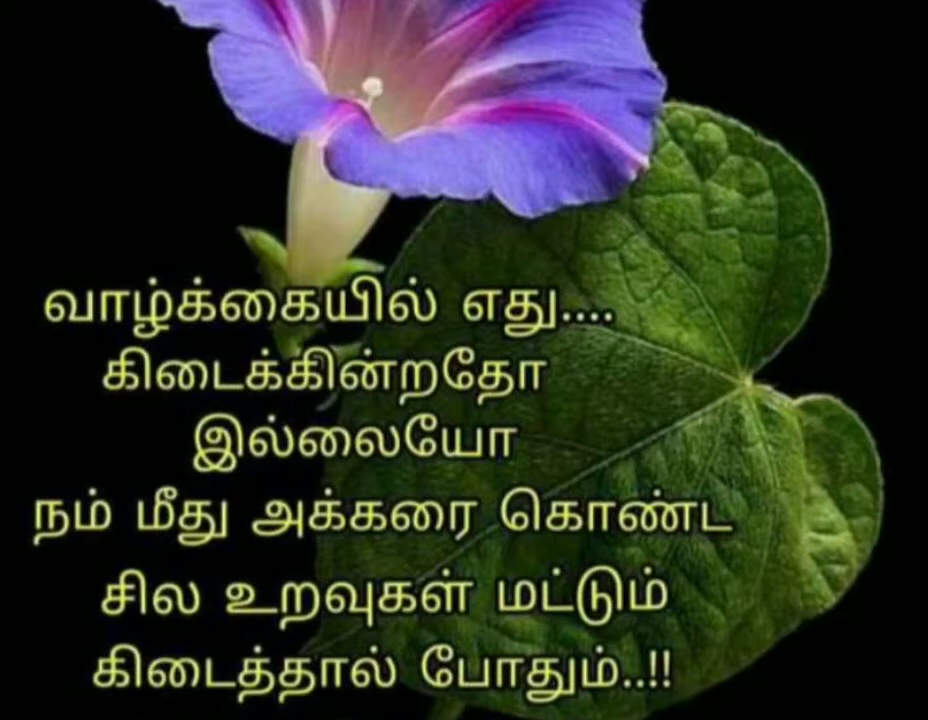 வாழ்க்கையில் எது....
கிடைக்கின்றதோ
இல்லையோ
நம் மீது அக்கரை கொண்ட
சில உறவுகள் மட்டும்
கிடைத்தால் போதும்..!!